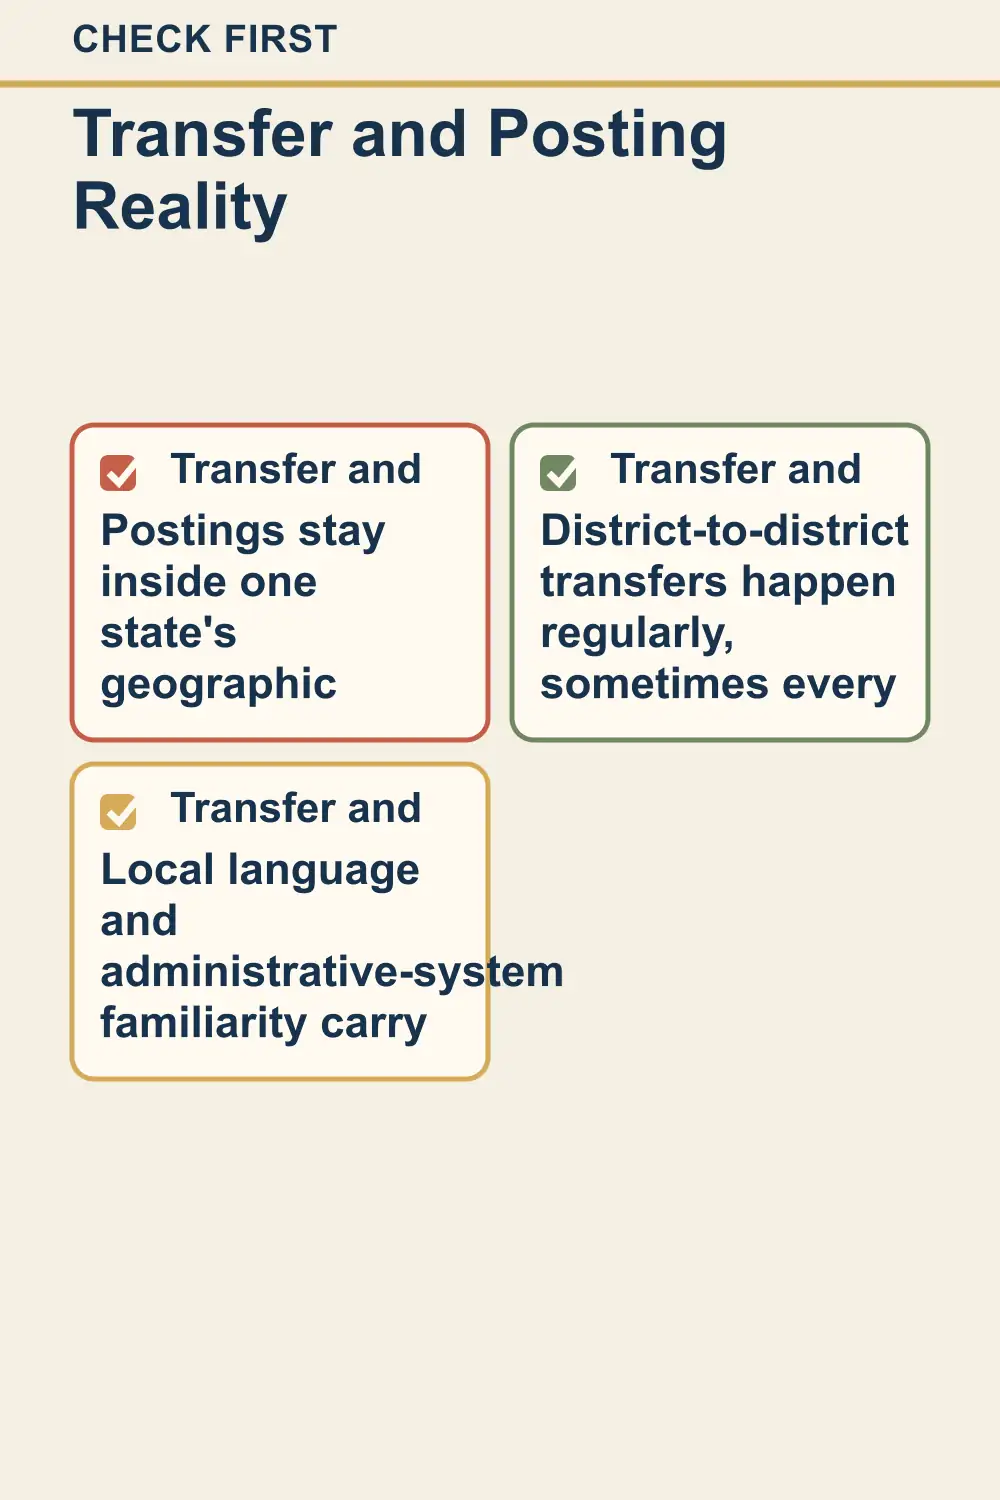 CHECK FIRST
Transfer and Posting
Reality
Transfer and
Postings stay
inside one
state's
geographic
Transfer and
District-to-district
transfers happen
regularly,
sometimes every
Transfer and
Local language
and
administrative-system
familiarity carry